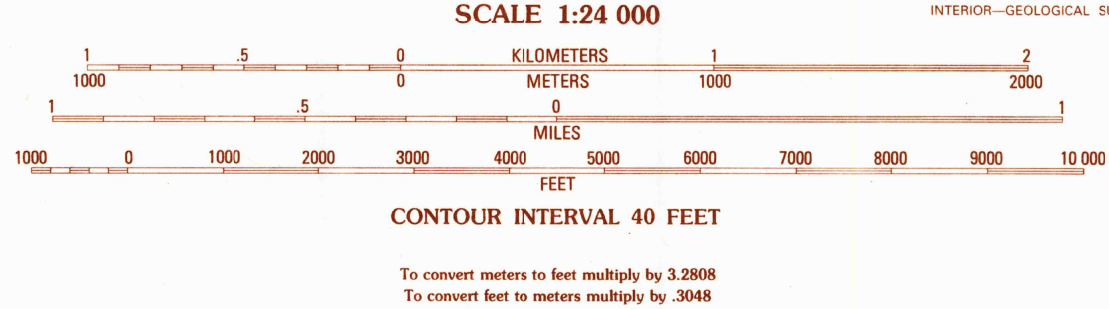 SCALE 1:24 000
INTERIOR—GEOLOGICAL
1 .5 0 KILOMETERS 1 2
1000 0 METERS 1000 2000
1 .5 0 1
MILES
1000 0 1000 2000 3000 4000 5000 6000 7000 8000 9000 10 000
FEET
CONTOUR INTERVAL 40 FEET
To convert meters to feet multiply by 3.2808
To convert feet to meters multiply by .3048